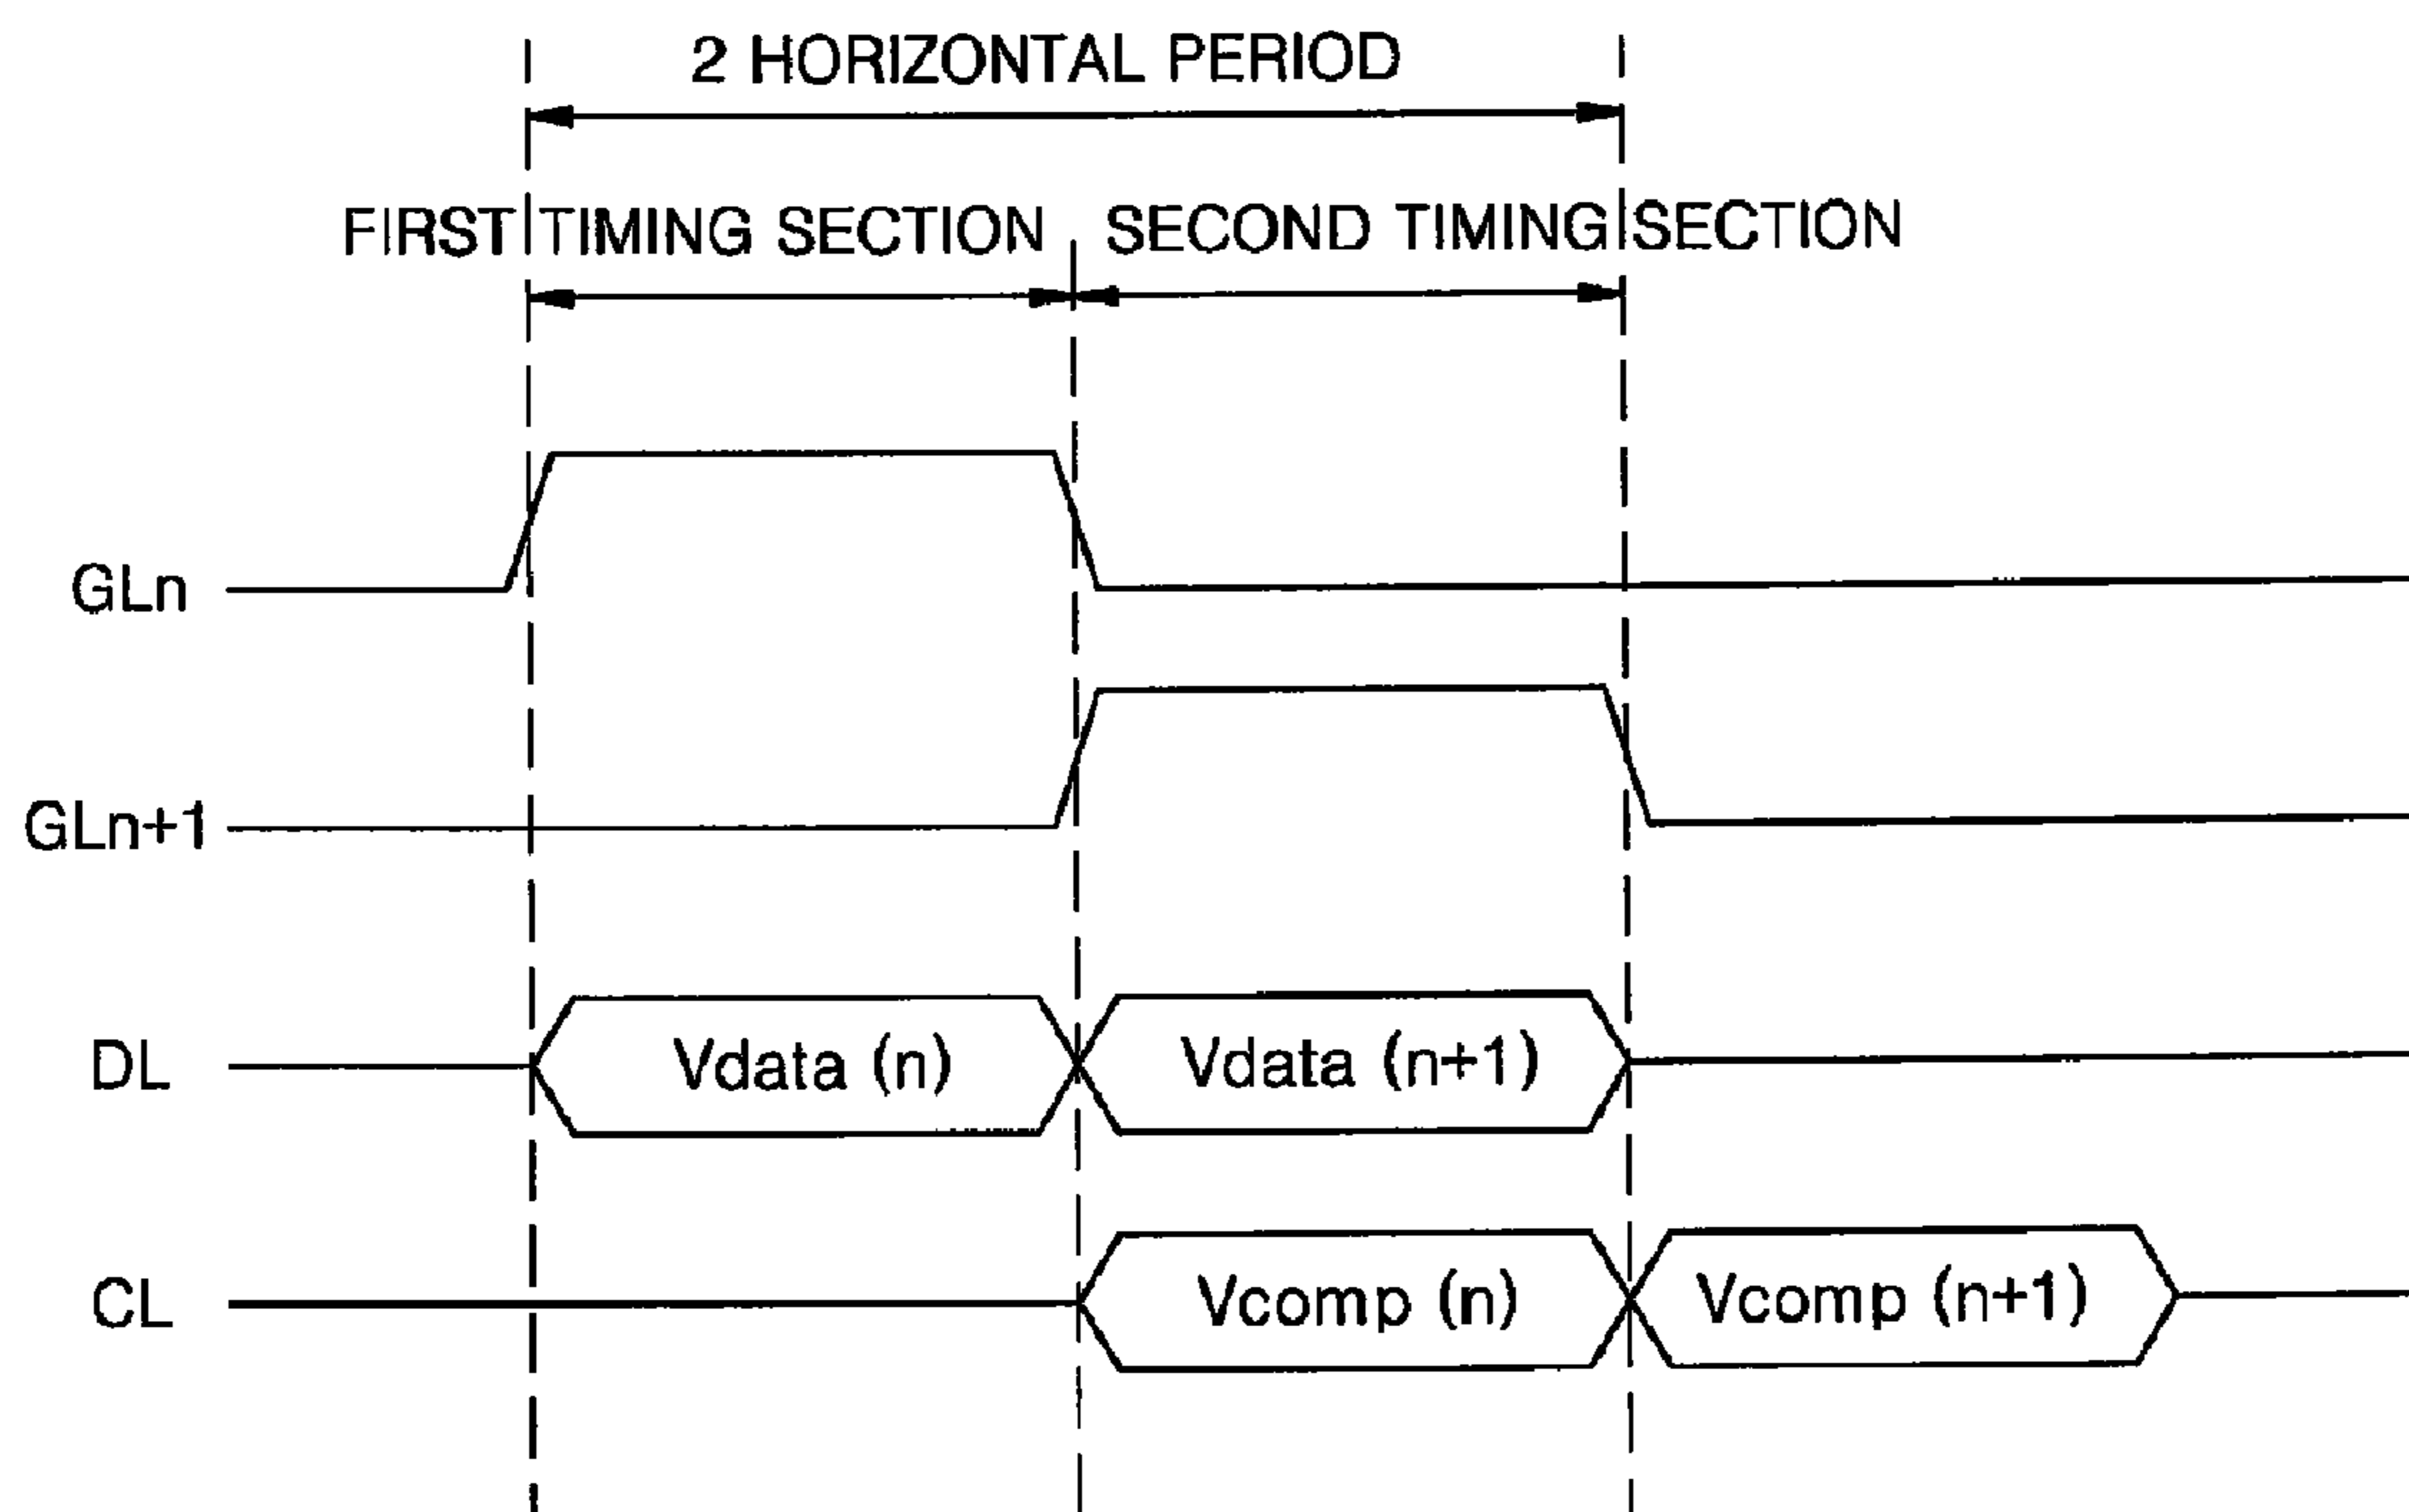 2 HORIZONTAL PERIOD
FIRST TIMING SECTION SECOND TIMING SECTION
GLn
GLn+1
DL Vdata (n) Vdata (n+1)
CL Vcomp (n) Vcomp (n+1)